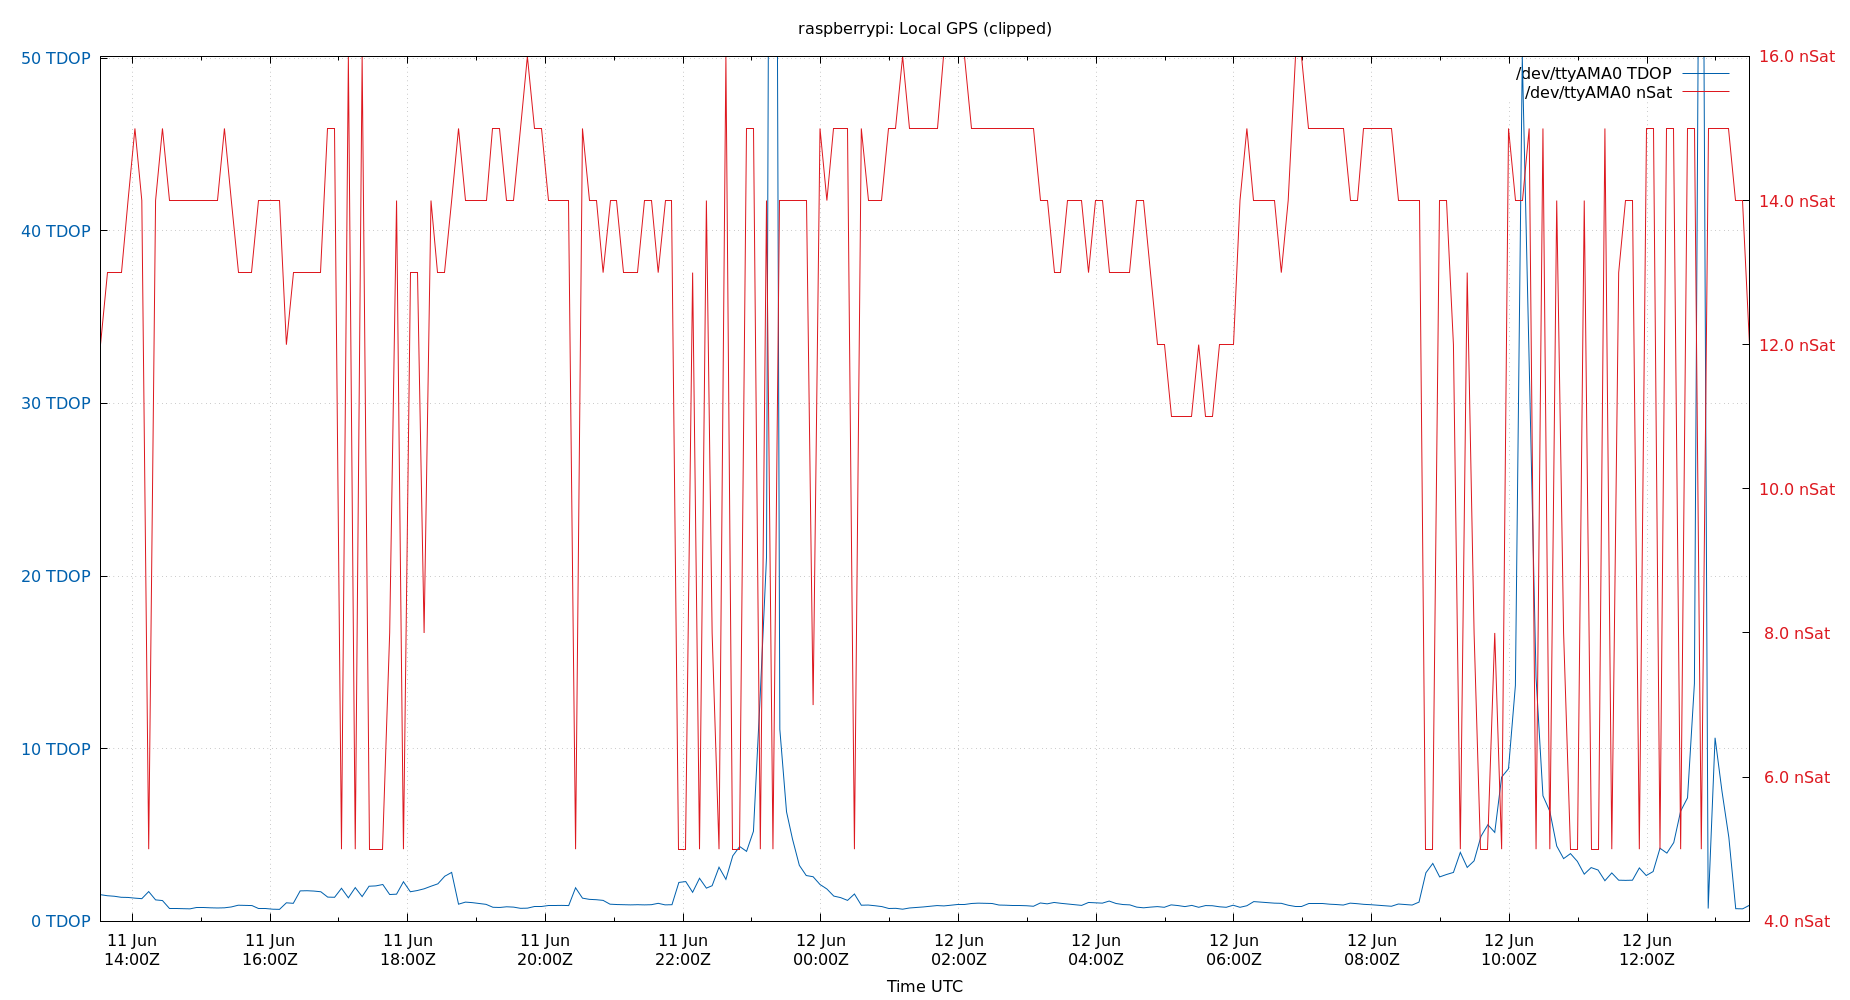 raspberrypi: Local GPS (clipped)
50 TDOP
40 TDOP
30 TDOP
20 TDOP
10 TDOP
0 TDOP
/dev/ttyAMA0 TDOP
/dev/ttyAMA0 nSat
16.0 nSat
14.0 nSat
12.0 nSat
10.0 nSat
8.0 nSat
6.0 nSat
4.0 nSat
11 Jun
14:00Z
11 Jun
16:00Z
11 Jun
18:00Z
11 Jun
20:00Z
11 Jun
22:00Z
12 Jun
00:00Z
12 Jun
02:00Z
12 Jun
04:00Z
12 Jun
06:00Z
12 Jun
08:00Z
12 Jun
10:00Z
12 Jun
12:00Z
Time UTC